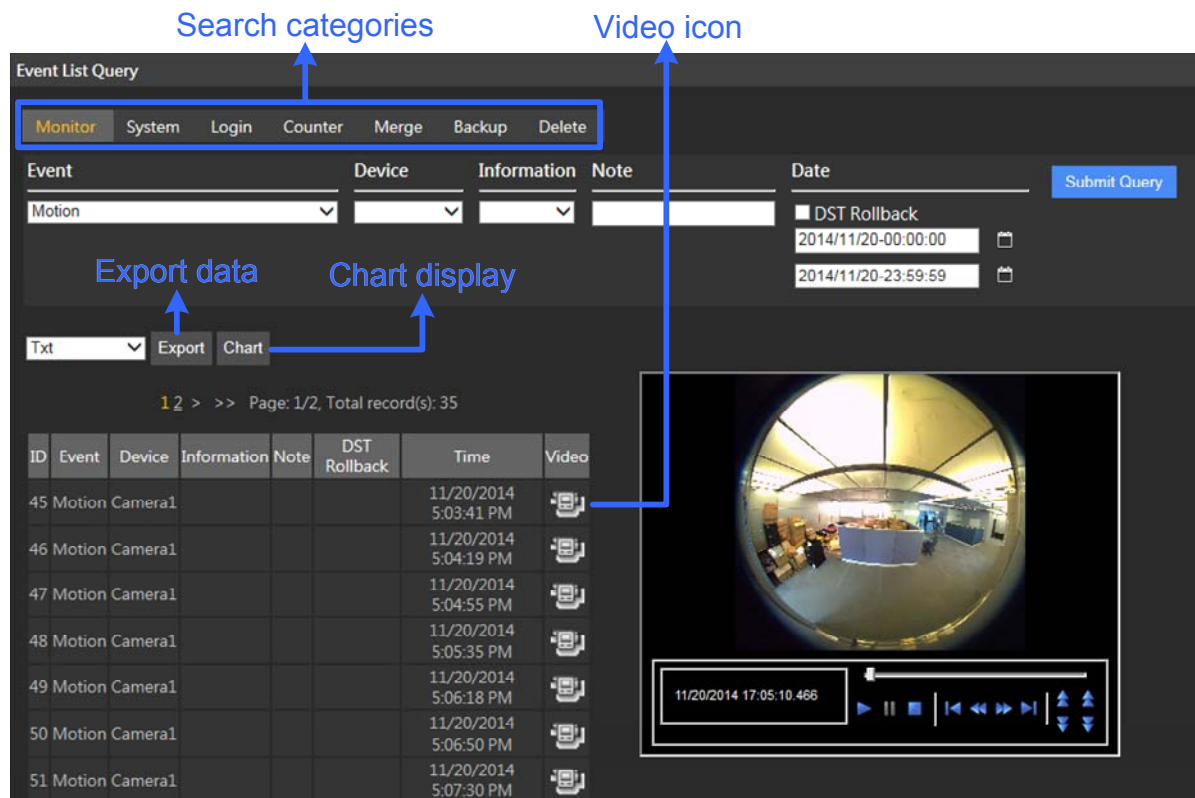 Search categories
Video icon
Event List Query
Monitor System Login Counter Merge Backup Delete
Event Device Information Note Date
Submit Query
Motion
DST Rollback
2014/11/20-00:00:00
2014/11/20-23:59:59
Export data
Chart display
Txt Export Chart
1 2 > >> Page: 1/2, Total record(s): 35
ID Event Device Information Note DST Rollback Time Video
45 Motion Camera1 11/20/2014 5:03:41 PM
46 Motion Camera1 11/20/2014 5:04:19 PM
47 Motion Camera1 11/20/2014 5:04:55 PM
48 Motion Camera1 11/20/2014 5:05:35 PM
49 Motion Camera1 11/20/2014 5:06:18 PM
50 Motion Camera1 11/20/2014 5:06:50 PM
51 Motion Camera1 11/20/2014 5:07:30 PM
11/20/2014 17:05:10.466